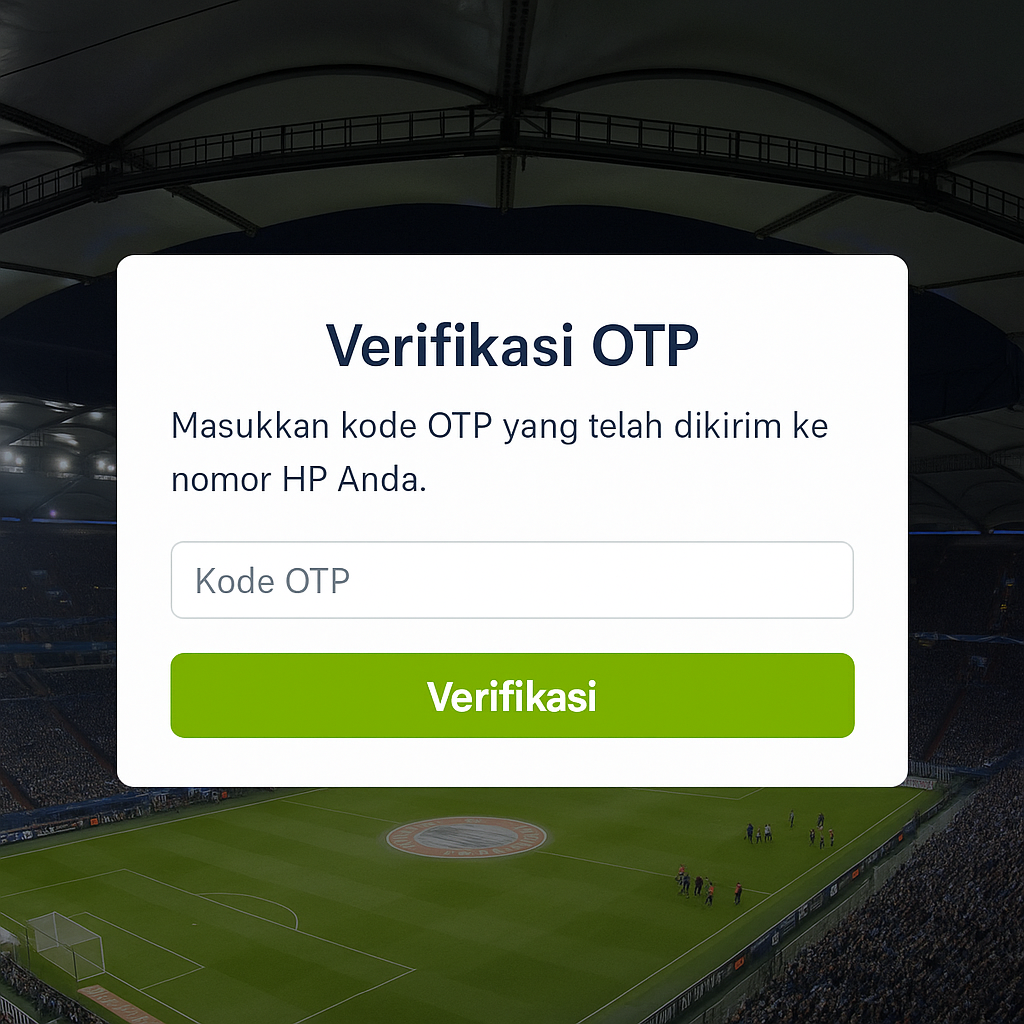 Verifikasi OTP
Masukkan kode OTP yang telah dikirim ke
nomor HP Anda.
Kode OTP
Verifikasi